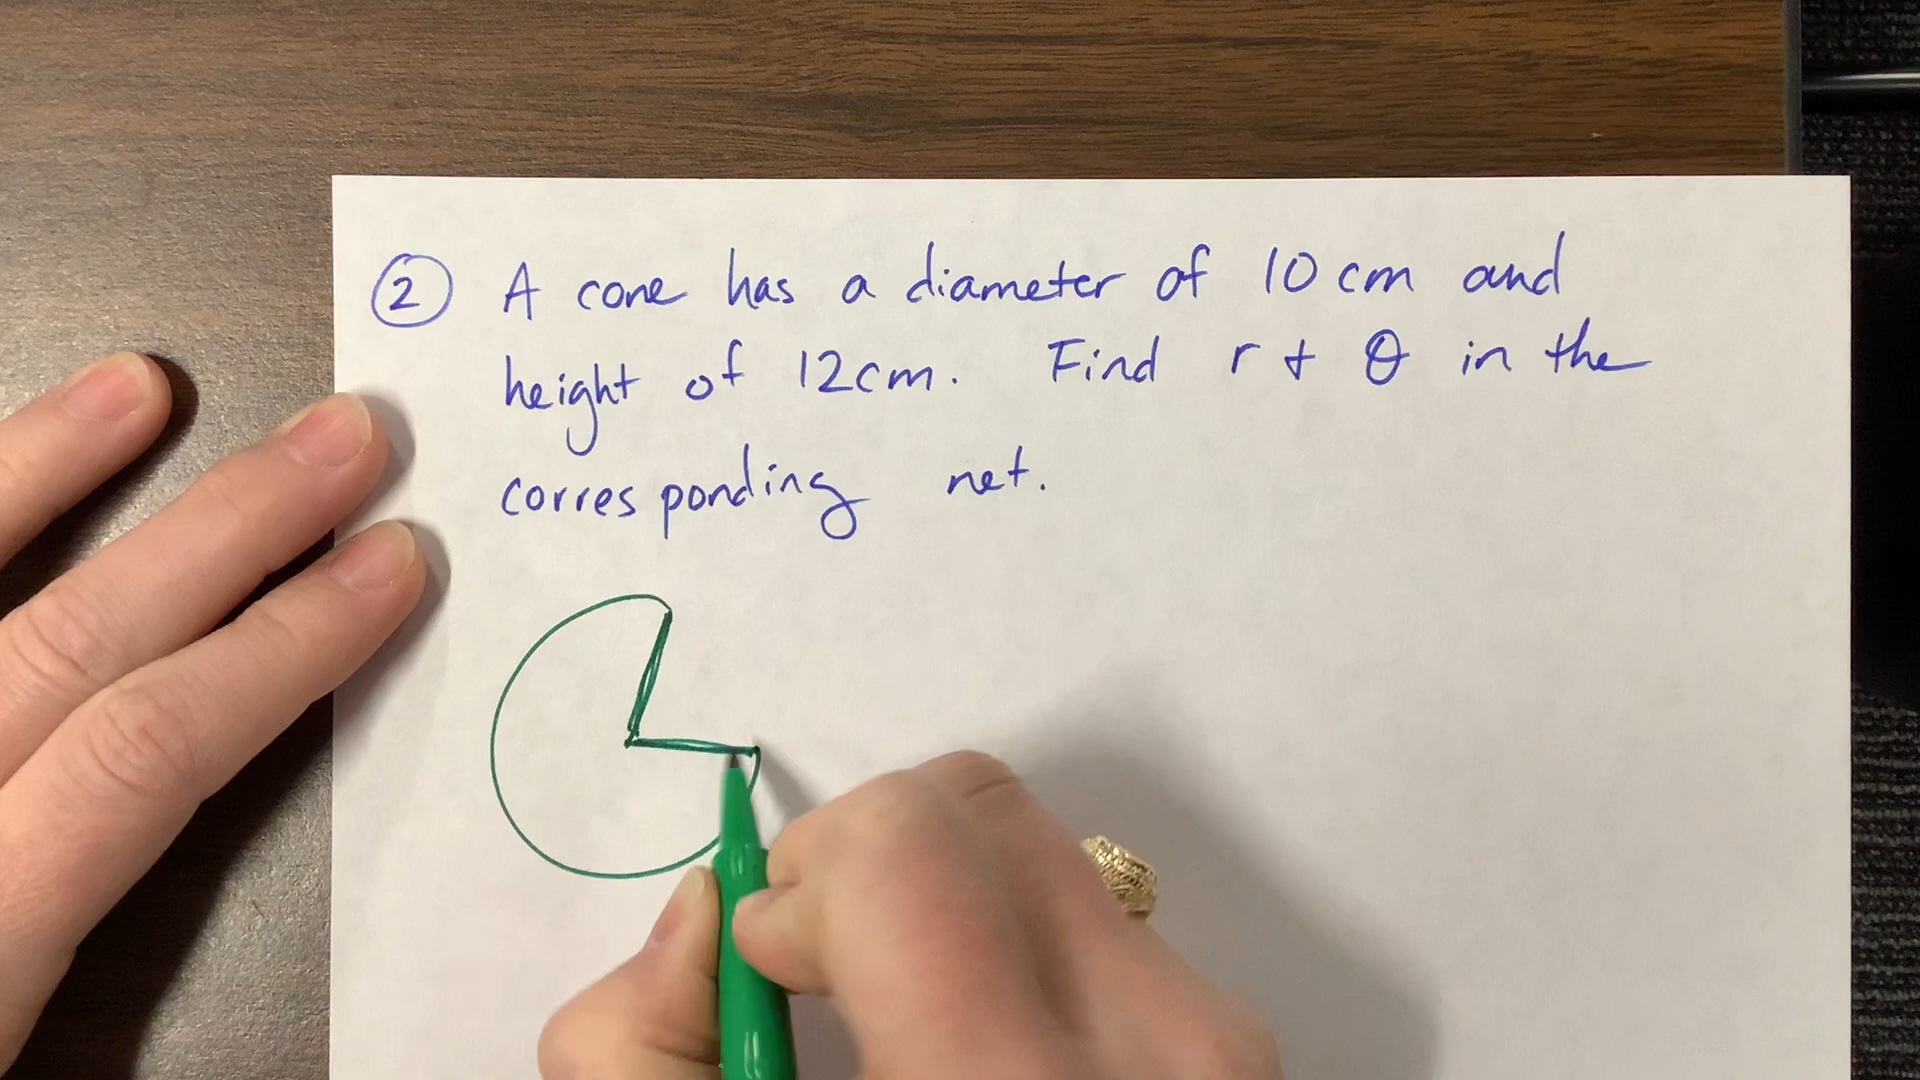 ② A cone has a diameter of 10 cm and
height of 12cm. Find r + θ in the
corresponding net.